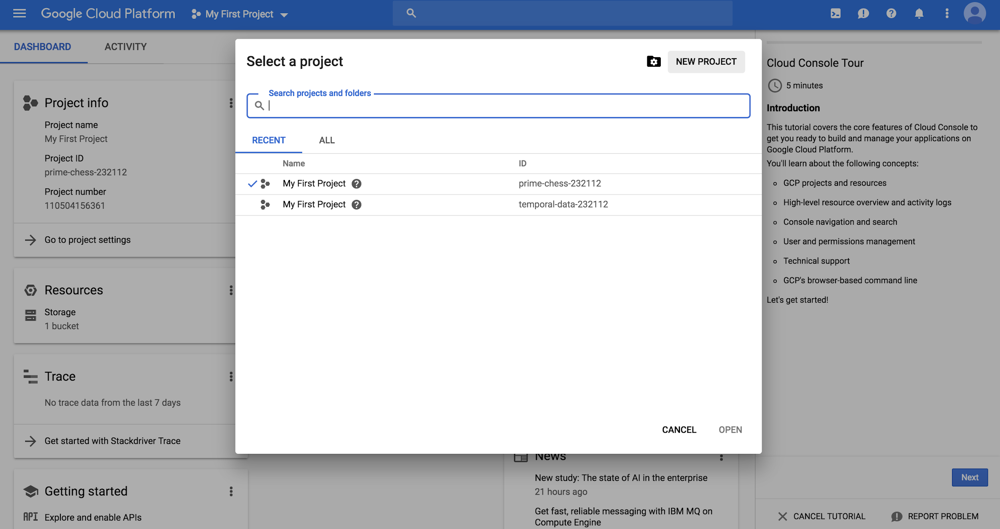 Google Cloud Platform
My First Project
DASHBOARD
ACTIVITY
Project info
Project name
My First Project
Project ID
prime-chess-232112
Project number
110504156361
Go to project settings
Resources
Storage
1 bucket
Trace
No trace data from the last 7 days
Get started with Stackdriver Trace
Getting started
API
Explore and enable APIs
Select a project
NEW PROJECT
Search projects and folders
RECENT
ALL
Name
ID
My First Project
prime-chess-232112
My First Project
temporal-data-232112
CANCEL
OPEN
News
New study: The state of AI in the enterprise
21 hours ago
Get fast, reliable messaging with IBM MQ on
Compute Engine
Cloud Console Tour
5 minutes
Introduction
This tutorial covers the core features of Cloud Console to
get you ready to build and manage your applications on
Google Cloud Platform.
You'll learn about the following concepts:
GCP projects and resources
High-level resource overview and activity logs
Console navigation and search
User and permissions management
Technical support
GCP's browser-based command line
Let's get started!
Next
CANCEL TUTORIAL
REPORT PROBLEM